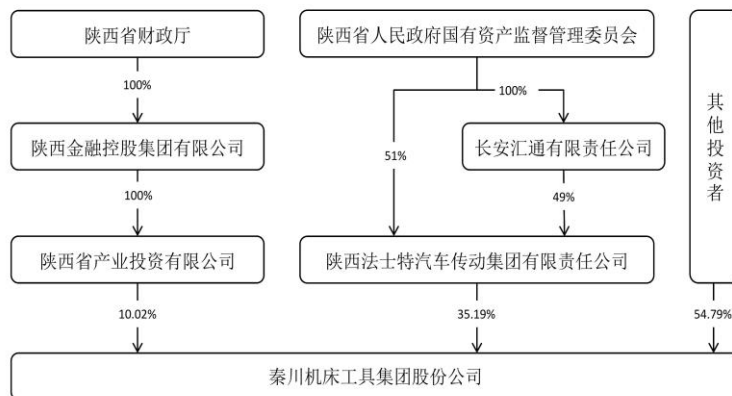 陕西省财政厅
陕西省人民政府国有资产监督管理委员会
其他投资者
100%
100%
陕西金融控股集团有限公司
51%
长安汇通有限责任公司
100%
49%
陕西省产业投资有限公司
陕西法士特汽车传动集团有限责任公司
10.02%
35.19%
54.79%
秦川机床工具集团股份公司